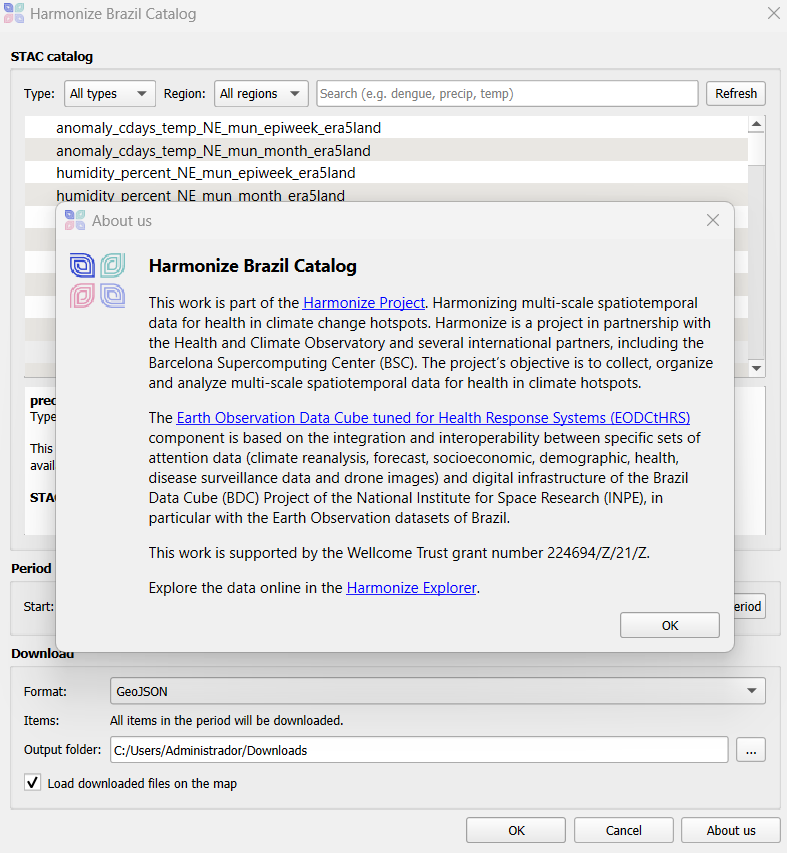 Harmonize Brazil Catalog
STAC catalog
Type: All types Region: All regions Search (e.g. dengue, precip, temp) Refresh
anomaly_cdays_temp_NE_mun_epiweek_era5land
anomaly_cdays_temp_NE_mun_month_era5land
humidity_percent_NE_mun_epiweek_era5land
humidity_percent_NE_mun_month_era5land
About us
Harmonize Brazil Catalog
This work is part of the Harmonize Project. Harmonizing multi-scale spatiotemporal
data for health in climate change hotspots. Harmonize is a project in partnership with
the Health and Climate Observatory and several international partners, including the
Barcelona Supercomputing Center (BSC). The project´s objective is to collect, organize
and analyze multi-scale spatiotemporal data for health in climate hotspots.
The Earth Observation Data Cube tuned for Health Response Systems (EODCtHRS)
component is based on the integration and interoperability between specific sets of
attention data (climate reanalysis, forecast, socioeconomic, demographic, health,
disease surveillance data and drone images) and digital infrastructure of the Brazil
Data Cube (BDC) Project of the National Institute for Space Research (INPE), in
particular with the Earth Observation datasets of Brazil.
This work is supported by the Wellcome Trust grant number 224694/Z/21/Z.
Explore the data online in the Harmonize Explorer.
OK
This
Period
Start: eriod
Download
Format: GeoJSON
Items: All items in the period will be downloaded.
Output folder: C:/Users/Administrador/Downloads ...
Load downloaded files on the map
OK Cancel About us